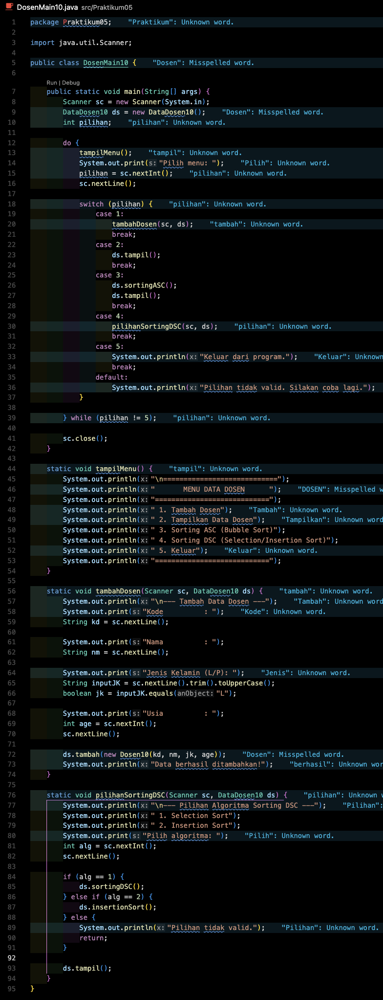 DosenMain10.java src/Praktikum05
1 package Praktikum05; "Praktikum": Unknown word.
2
3 import java.util.Scanner;
4
5 public class DosenMain10 { "Dosen": Misspelled word.
6
Run | Debug
7 public static void main(String[] args) {
8 Scanner sc = new Scanner(System.in);
9 DataDosen10 ds = new DataDosen10(); "Dosen": Misspelled word.
10 int pilihan; "pilihan": Unknown word.
11
12 do {
13 tampilMenu(); "tampil": Unknown word.
14 System.out.print(s: "Pilih menu: "); "Pilih": Unknown word.
15 pilihan = sc.nextInt(); "pilihan": Unknown word.
16 sc.nextLine();
17
18 switch (pilihan) { "pilihan": Unknown word.
19 case 1:
20 tambahDosen(sc, ds); "tambah": Unknown word.
21 break;
22 case 2:
23 ds.tampil();
24 break;
25 case 3:
26 ds.sortingASC();
27 ds.tampil();
28 break;
29 case 4:
30 pilihanSortingDSC(sc, ds); "pilihan": Unknown word.
31 break;
32 case 5:
33 System.out.println(x: "Keluar dari program."); "Keluar": Unknown
34 break;
35 default:
36 System.out.println(x: "Pilihan tidak valid. Silakan coba lagi.");
37 }
38
39 } while (pilihan != 5); "pilihan": Unknown word.
40
41 sc.close();
42 }
43
44 static void tampilMenu() { "tampil": Unknown word.
45 System.out.println(x: "\n============================");
46 System.out.println(x: "       MENU DATA DOSEN      "); "DOSEN": Misspelled w
47 System.out.println(x: "============================");
48 System.out.println(x: " 1. Tambah Dosen"); "Tambah": Unknown word.
49 System.out.println(x: " 2. Tampilkan Data Dosen"); "Tampilkan": Unknown word
50 System.out.println(x: " 3. Sorting ASC (Bubble Sort)");
51 System.out.println(x: " 4. Sorting DSC (Selection/Insertion Sort)");
52 System.out.println(x: " 5. Keluar"); "Keluar": Unknown word.
53 System.out.println(x: "============================");
54 }
55
56 static void tambahDosen(Scanner sc, DataDosen10 ds) { "tambah": Unknown word.
57 System.out.println(x: "\n--- Tambah Data Dosen ---"); "Tambah": Unknown word
58 System.out.print(s: "Kode          : "); "Kode": Unknown word.
59 String kd = sc.nextLine();
60
61 System.out.print(s: "Nama          : ");
62 String nm = sc.nextLine();
63
64 System.out.print(s: "Jenis Kelamin (L/P): "); "Jenis": Unknown word.
65 String inputJK = sc.nextLine().trim().toUpperCase();
66 boolean jk = inputJK.equals(anObject: "L");
67
68 System.out.print(s: "Usia          : ");
69 int age = sc.nextInt();
70 sc.nextLine();
71
72 ds.tambah(new Dosen10(kd, nm, jk, age)); "Dosen": Misspelled word.
73 System.out.println(x: "Data berhasil ditambahkan!"); "berhasil": Unknown wor
74 }
75
76 static void pilihanSortingDSC(Scanner sc, DataDosen10 ds) { "pilihan": Unknown w
77 System.out.println(x: "\n--- Pilihan Algoritma Sorting DSC ---"); "Pilihan":
78 System.out.println(x: " 1. Selection Sort");
79 System.out.println(x: " 2. Insertion Sort");
80 System.out.print(s: "Pilih algoritma: "); "Pilih": Unknown word.
81 int alg = sc.nextInt();
82 sc.nextLine();
83
84 if (alg == 1) {
85 ds.sortingDSC();
86 } else if (alg == 2) {
87 ds.insertionSort();
88 } else {
89 System.out.println(x: "Pilihan tidak valid."); "Pilihan": Unknown word.
90 return;
91 }
92
93 ds.tampil();
94 }
95 }